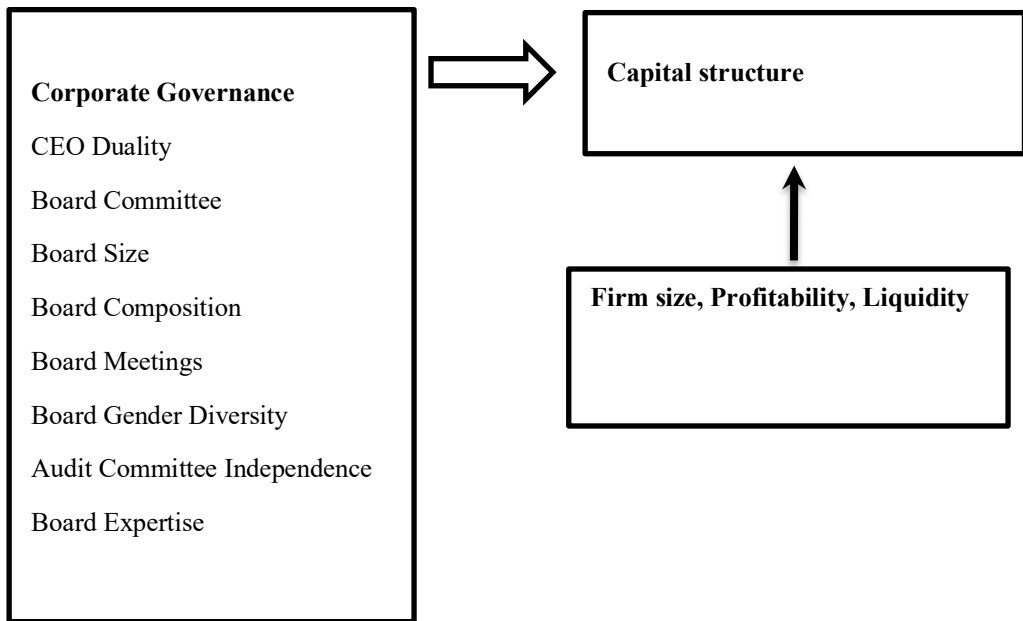 Corporate Governance
CEO Duality
Board Committee
Board Size
Board Composition
Board Meetings
Board Gender Diversity
Audit Committee Independence
Board Expertise
Capital structure
Firm size, Profitability, Liquidity